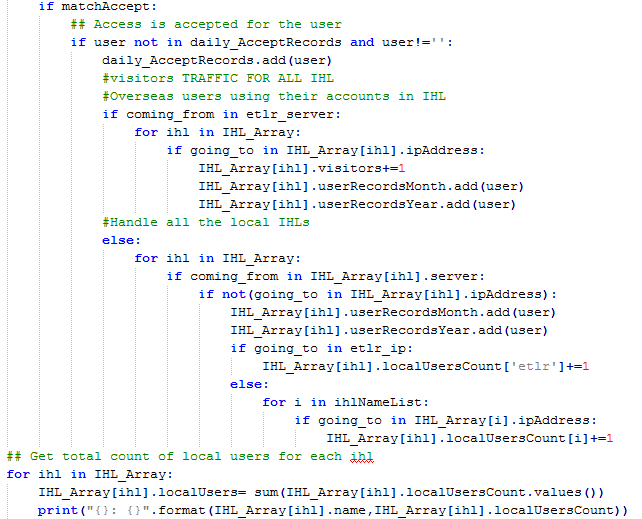 if matchAccept:
## Access is accepted for the user
if user not in daily_AcceptRecords and user!='':
daily_AcceptRecords.add(user)
#visitors TRAFFIC FOR ALL IHL
#Overseas users using their accounts in IHL
if coming_from in etlr_server:
for ihl in IHL_Array:
if going_to in IHL_Array[ihl].ipAddress:
IHL_Array[ihl].visitors+=1
IHL_Array[ihl].userRecordsMonth.add(user)
IHL_Array[ihl].userRecordsYear.add(user)
#Handle all the local IHLs
else:
for ihl in IHL_Array:
if coming_from in IHL_Array[ihl].server:
if not(going_to in IHL_Array[ihl].ipAddress):
IHL_Array[ihl].userRecordsMonth.add(user)
IHL_Array[ihl].userRecordsYear.add(user)
if going_to in etlr_ip:
IHL_Array[ihl].localUsersCount['etlr']+=1
else:
for i in ihlNameList:
if going_to in IHL_Array[i].ipAddress:
IHL_Array[ihl].localUsersCount[i]+=1
## Get total count of local users for each ihl
for ihl in IHL_Array:
IHL_Array[ihl].localUsers= sum(IHL_Array[ihl].localUsersCount.values())
print("{}: {}".format(IHL_Array[ihl].name,IHL_Array[ihl].localUsersCount))